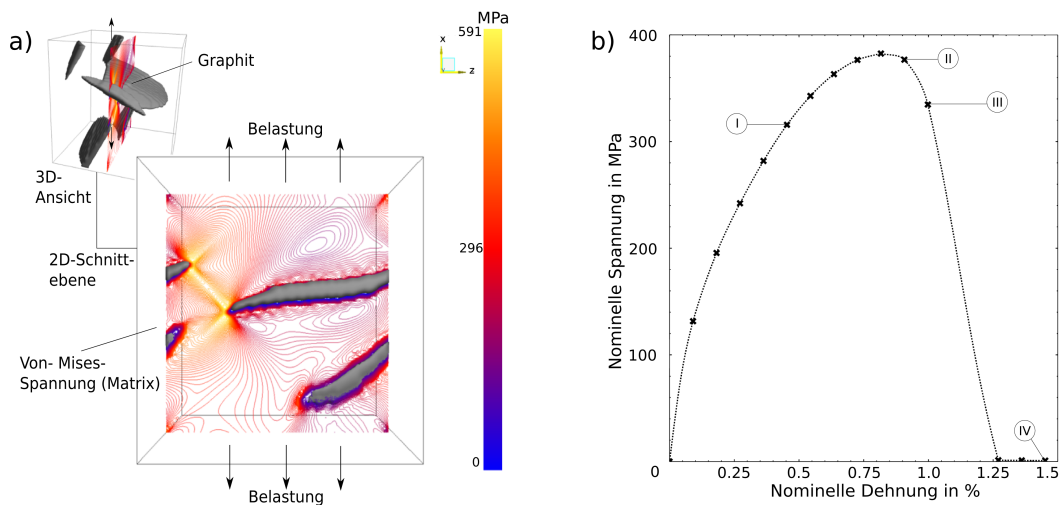 a)
Graphit
3D-
Ansicht
2D-Schnitt-
ebene
Von- Mises-
Spannung (Matrix)
Belastung
Belastung
x
z
MPa
591
296
0
b)
Nominelle Spannung in MPa
400
300
200
100
0
0.25
0.5
0.75
1.0
1.25
1.5
Nominelle Dehnung in %
I
II
III
IV